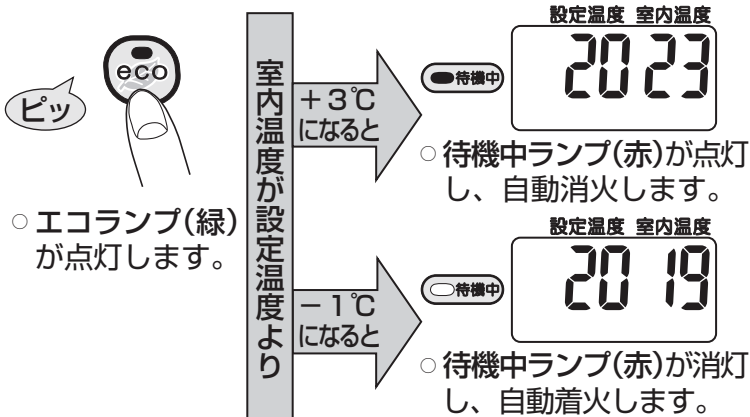 eco
ピッ
○ エコランプ(緑)
が点灯します。
室内温度が設定温度より
＋3℃
になると
待機中
設定温度 室内温度
20 23
○ 待機中ランプ(赤)が点灯
し、自動消火します。
－1℃
になると
待機中
設定温度 室内温度
20 19
○ 待機中ランプ(赤)が消灯
し、自動着火します。